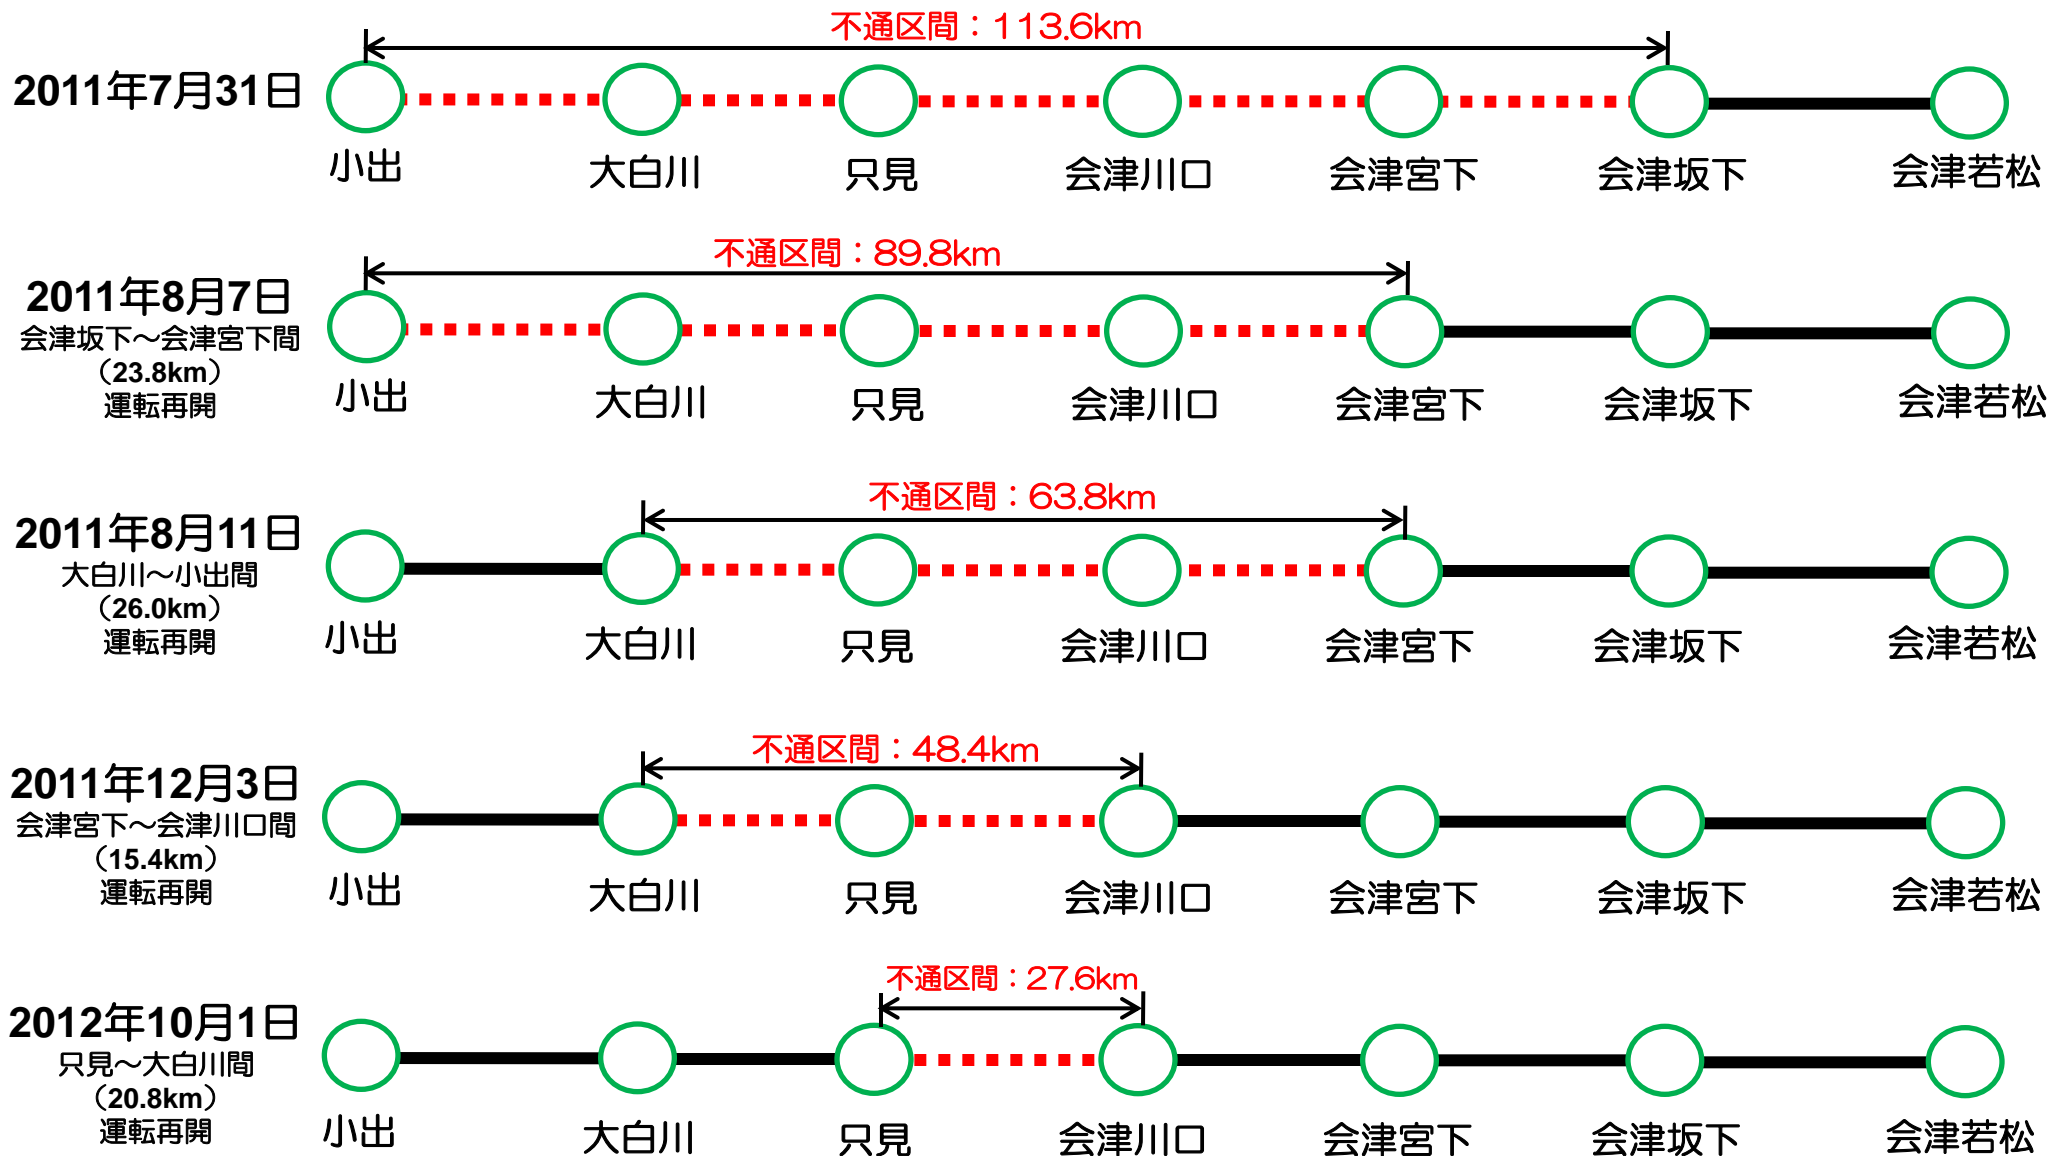 不通区間：113.6km
2011年7月31日
小出
大白川
只見
会津川口
会津宮下
会津坂下
会津若松
不通区間：89.8km
2011年8月7日
会津坂下～会津宮下間
（23.8km）
運転再開
小出
大白川
只見
会津川口
会津宮下
会津坂下
会津若松
不通区間：63.8km
2011年8月11日
大白川～小出間
（26.0km）
運転再開
小出
大白川
只見
会津川口
会津宮下
会津坂下
会津若松
不通区間：48.4km
2011年12月3日
会津宮下～会津川口間
（15.4km）
運転再開
小出
大白川
只見
会津川口
会津宮下
会津坂下
会津若松
不通区間：27.6km
2012年10月1日
只見～大白川間
（20.8km）
運転再開
小出
大白川
只見
会津川口
会津宮下
会津坂下
会津若松